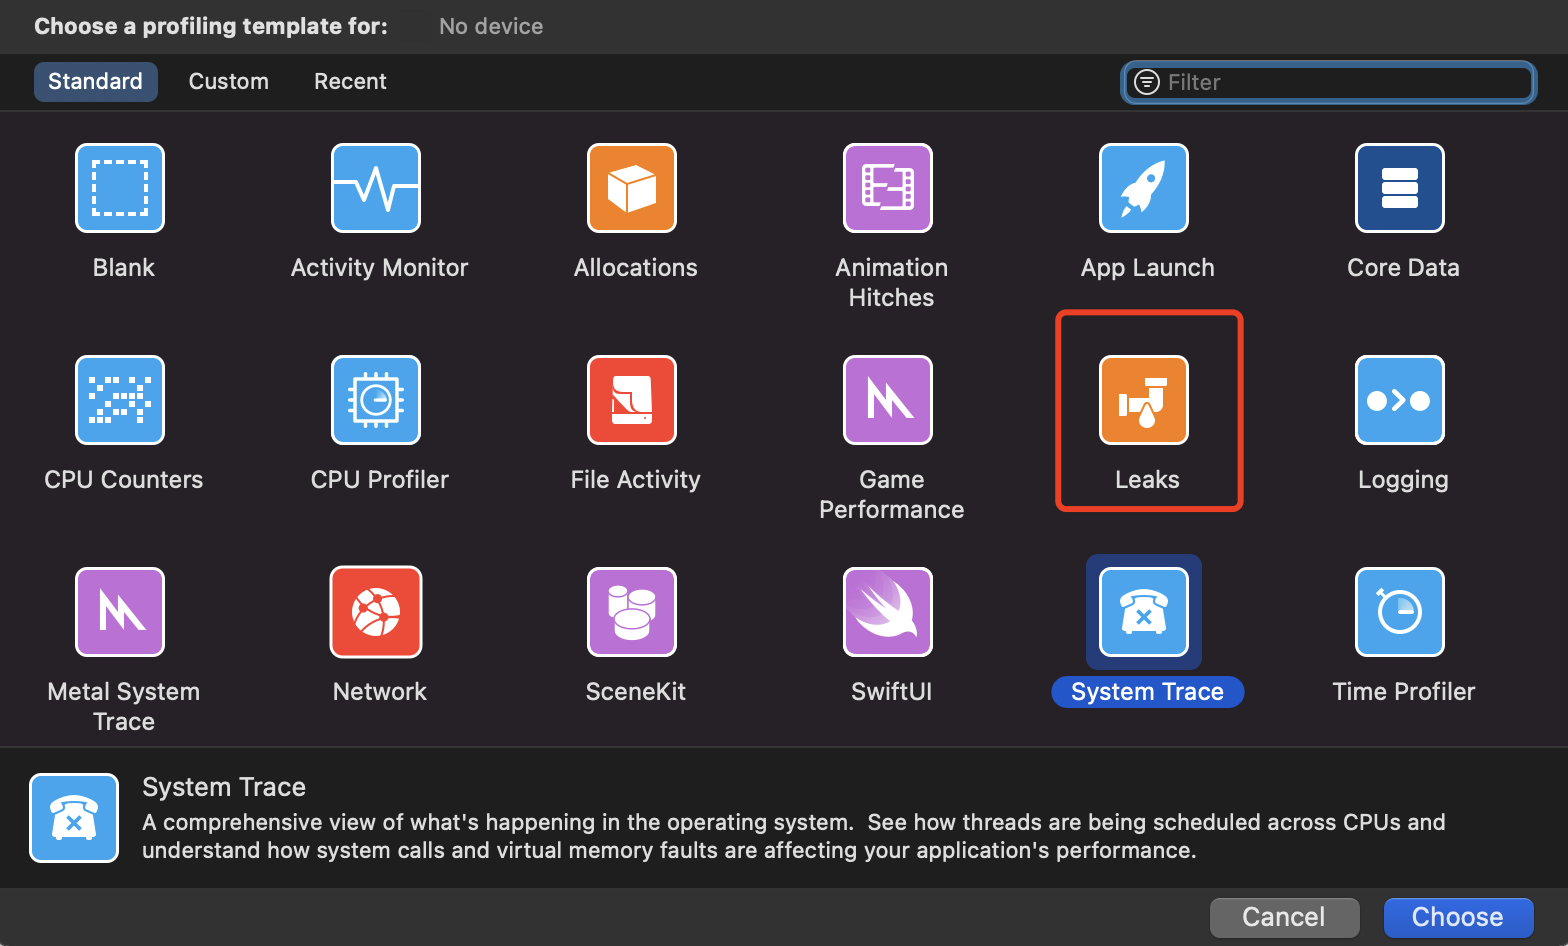 Choose a profiling template for: No device
Standard Custom Recent Filter
Blank Activity Monitor Allocations Animation Hitches App Launch Core Data
CPU Counters CPU Profiler File Activity Game Performance Leaks Logging
Metal System Trace Network SceneKit SwiftUI System Trace Time Profiler
System Trace
A comprehensive view of what's happening in the operating system.  See how threads are being scheduled across CPUs and
understand how system calls and virtual memory faults are affecting your application's performance.
Cancel Choose